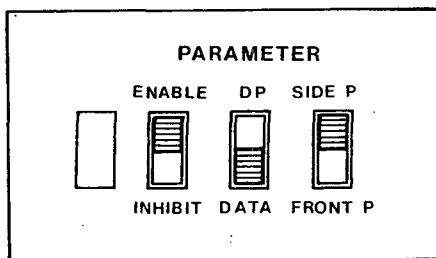 PARAMETER
ENABLE DP SIDE P
INHIBIT DATA FRONT P